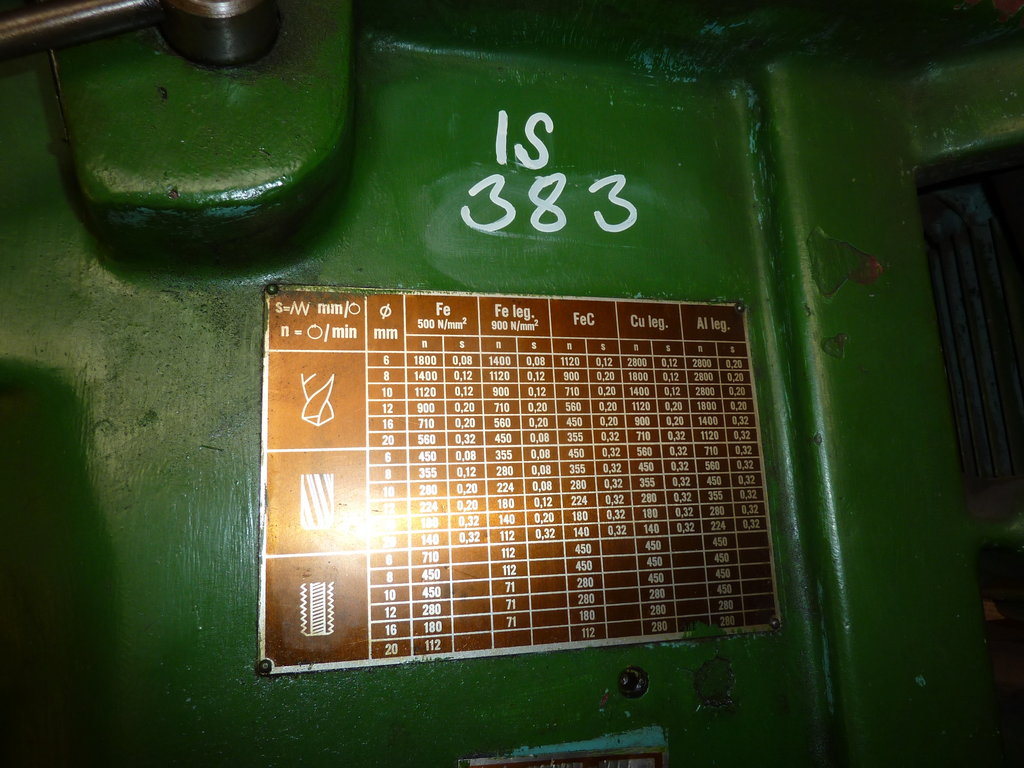 IS
383
s= mm/
n = /min
Ø
mm
Fe
500 N/mm²
Fe leg.
900 N/mm²
FeC
Cu leg.
Al leg.
n s n s n s n s n s
6 1800 0,08 1400 0,08 1120 0,12 2800 0,12 2800 0,20
8 1400 0,12 1120 0,12 900 0,20 1800 0,12 2800 0,20
10 1120 0,12 900 0,12 710 0,20 1400 0,12 2800 0,20
12 900 0,20 710 0,20 560 0,20 1120 0,20 1800 0,20
16 710 0,20 560 0,20 450 0,20 900 0,20 1400 0,32
20 560 0,32 450 0,08 355 0,32 710 0,32 1120 0,32
6 450 0,08 355 0,08 450 0,32 560 0,32 710 0,32
8 355 0,12 280 0,08 355 0,32 450 0,32 560 0,32
10 280 0,20 224 0,08 280 0,32 355 0,32 450 0,32
224 0,20 180 0,12 224 0,32 280 0,32 355 0,32
180 0,32 140 0,20 180 0,32 0,32 280 0,32
140 0,32 112 0,32 140 0,32 140 0,32 224 0,32
6 710 112 450 450 450
8 450 112 450 450 450
10 450 71 280 450 450
12 280 71 280 280
16 180 71 180 280 280
20 112 112 280 280